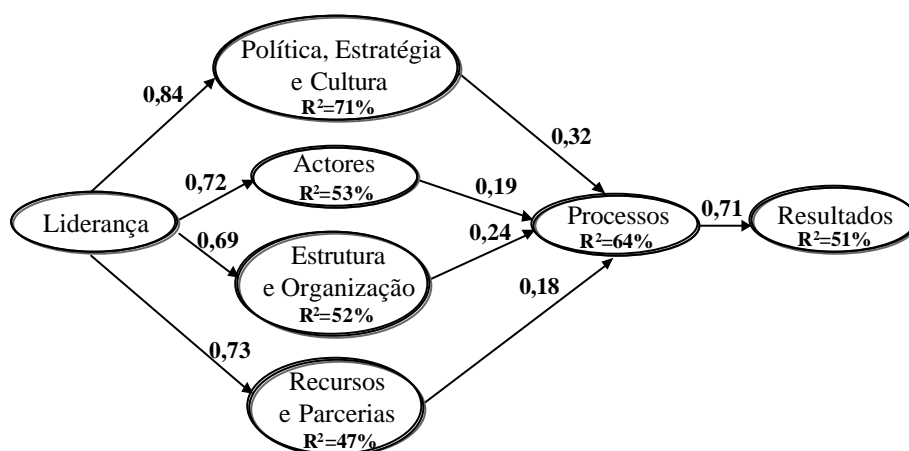 Política, Estratégia
e Cultura
R²=71%
0,84
0,32
Actores
R²=53%
0,72
0,19
Liderança
Processos
R²=64%
0,71
Resultados
R²=51%
0,69
0,24
Estrutura
e Organização
R²=52%
0,18
0,73
Recursos
e Parcerias
R²=47%